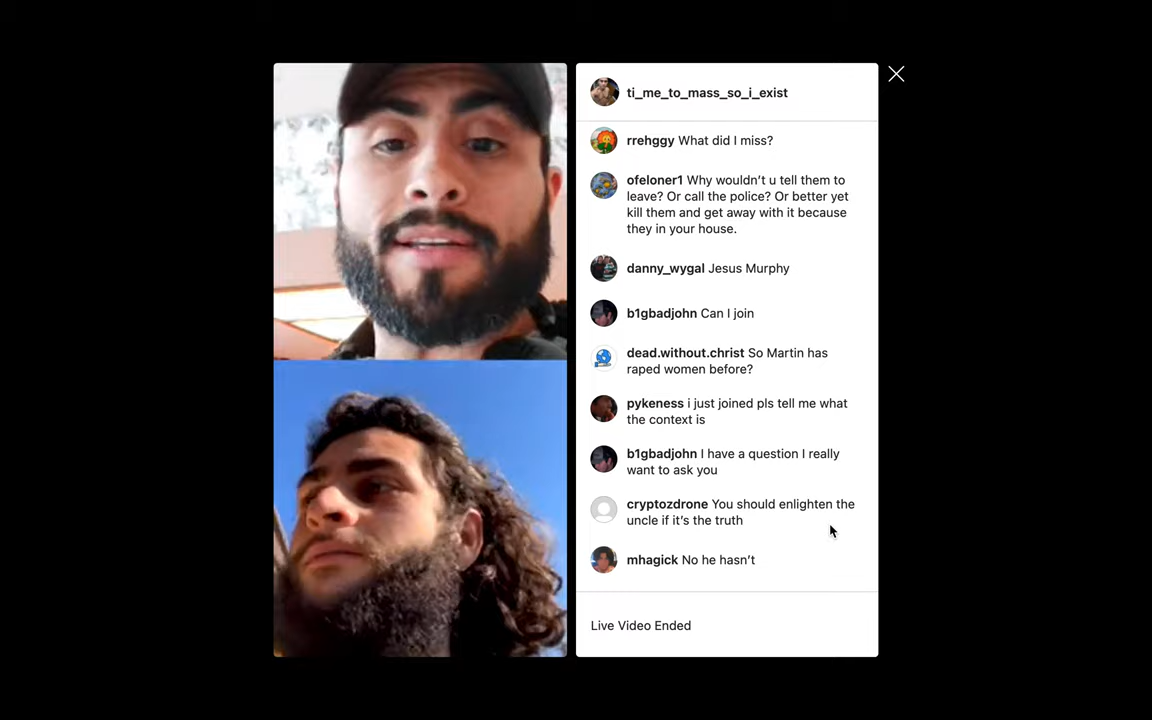 ti_me_to_mass_so_i_exist
rrehggy What did I miss?
ofeloner1 Why wouldn't u tell them to
leave? Or call the police? Or better yet
kill them and get away with it because
they in your house.
danny_wygal Jesus Murphy
b1gbadjohn Can I join
dead.without.christ So Martin has
raped women before?
pykeness i just joined pls tell me what
the context is
b1gbadjohn I have a question I really
want to ask you
cryptozdrone You should enlighten the
uncle if it's the truth
mhagick No he hasn't
Live Video Ended